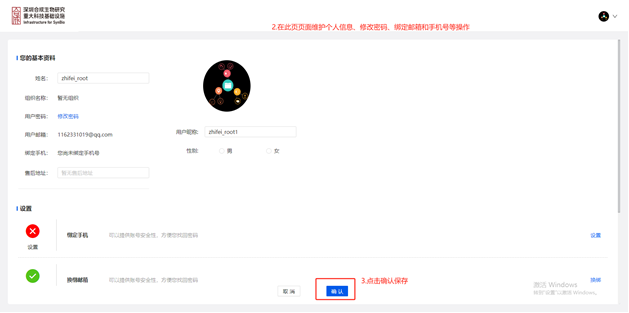 深圳合成生物研究
重大科技基础设施
Infrastructure for SynBio
2.在此页页面维护个人信息、修改密码、绑定邮箱和手机号等操作
您的基本资料
姓名： zhifei_root
组织名称： 暂无组织
用户密码： 修改密码
用户邮箱： 1162331019@qq.com
绑定手机： 您尚未绑定手机号
售后地址： 暂无售后地址
用户昵称： zhifei_root1
性别： 男 女
设置
绑定手机 可以提供账号安全性，方便您找回密码 设置
设置
换绑邮箱 可以提供账号安全性，方便您找回密码 换绑
取 消
确 认
3.点击确认保存
激活 Windows
转到"设置"以激活 Windows。